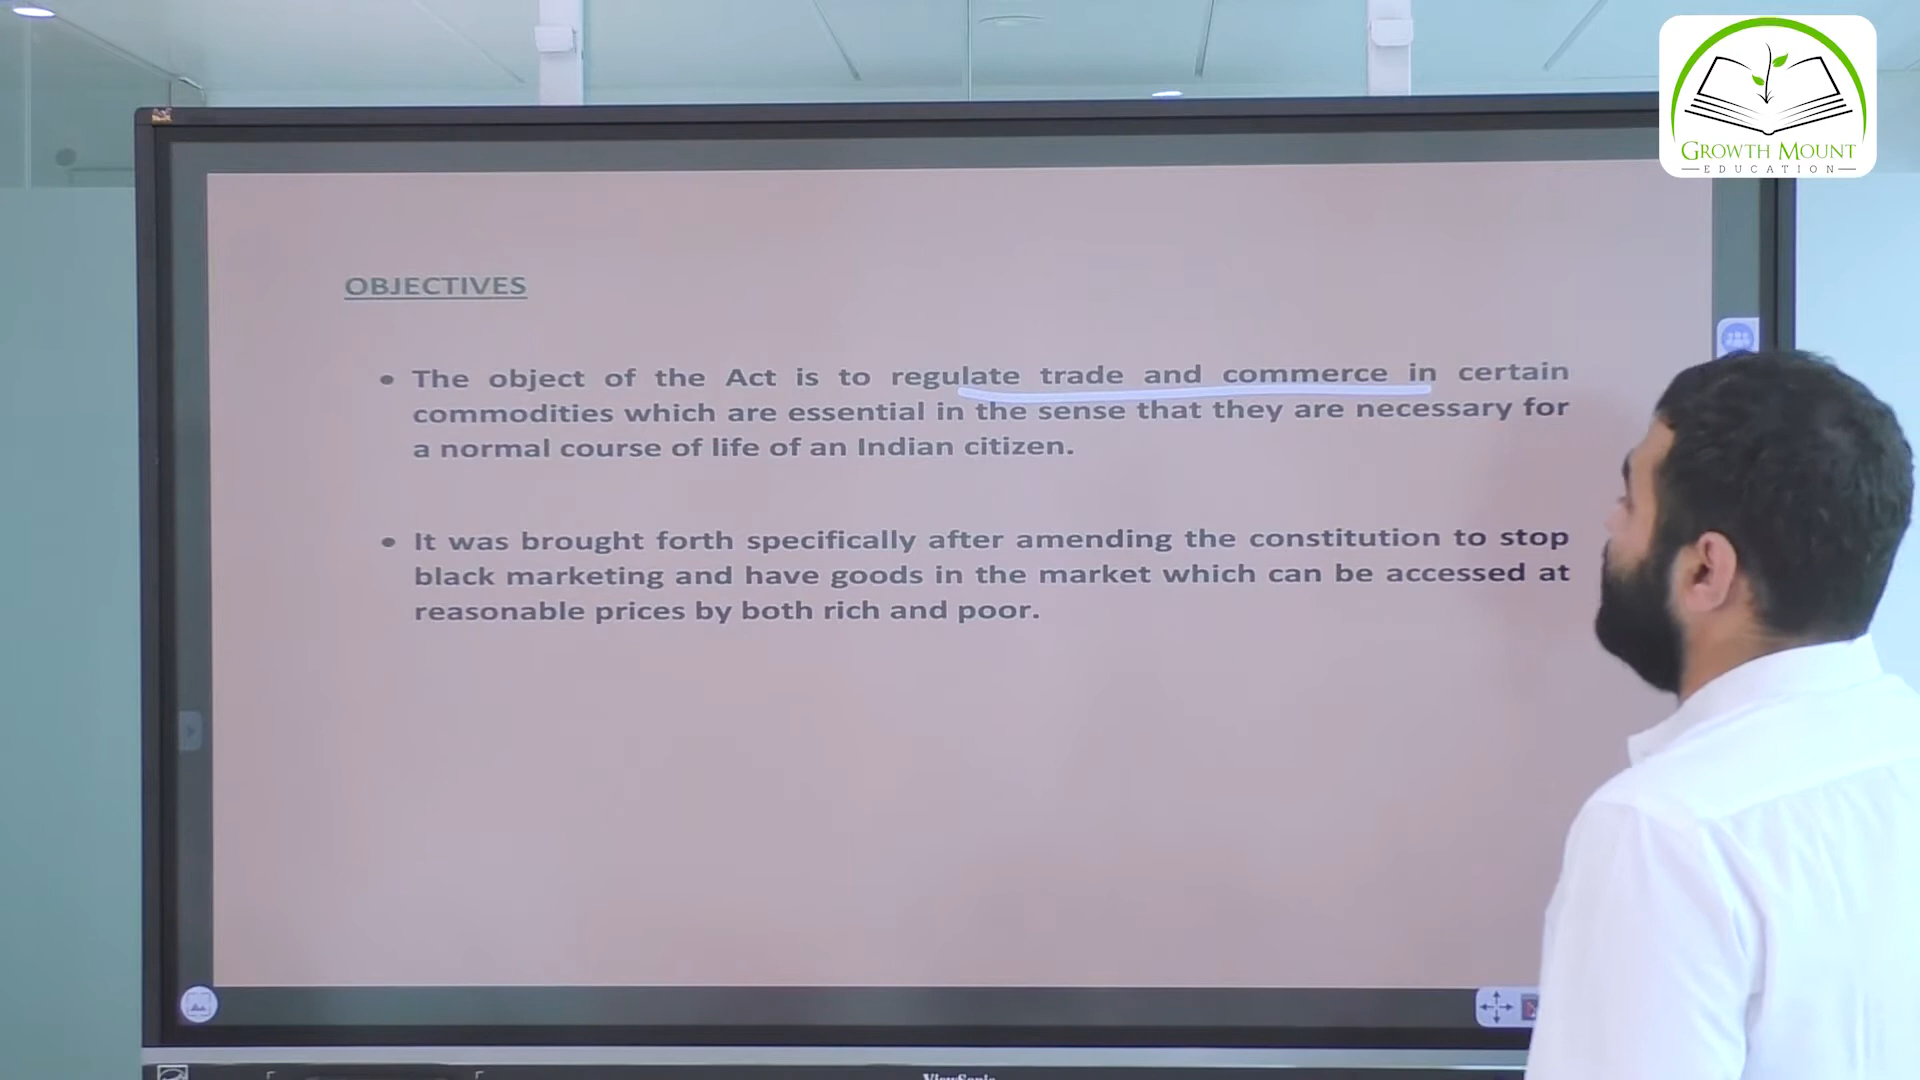 GROWTH MOUNT
EDUCATION
OBJECTIVES
• The object of the Act is to regulate trade and commerce in certain
commodities which are essential in the sense that they are necessary for
a normal course of life of an Indian citizen.
• It was brought forth specifically after amending the constitution to stop
black marketing and have goods in the market which can be accessed at
reasonable prices by both rich and poor.
ViewSonic